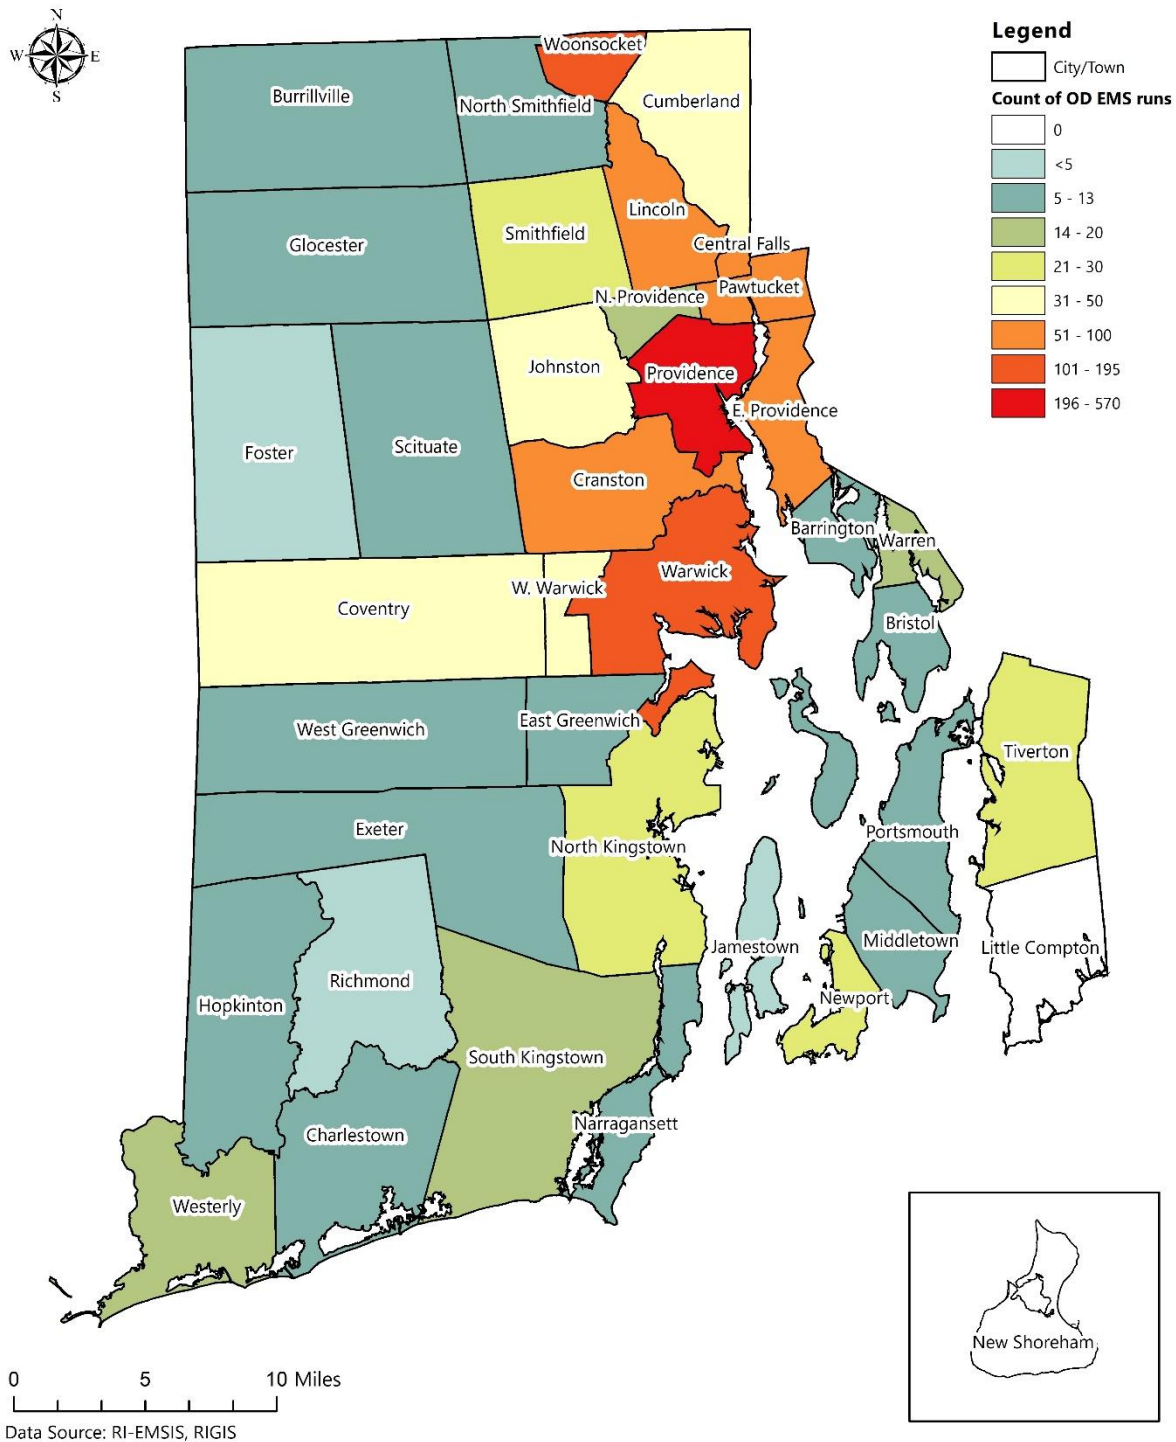 N
W E
S
Legend
City/Town
Count of OD EMS runs
0
<5
5 - 13
14 - 20
21 - 30
31 - 50
51 - 100
101 - 195
196 - 570
Woonsocket
Burrillville
North Smithfield
Cumberland
Lincoln
Smithfield
Glocester
Central Falls
Pawtucket
N. Providence
Johnston
Providence
E. Providence
Foster
Scituate
Cranston
Barrington
Warren
Warwick
W. Warwick
Coventry
Bristol
East Greenwich
West Greenwich
Tiverton
Exeter
Portsmouth
North Kingstown
Jamestown
Middletown
Little Compton
Richmond
Newport
Hopkinton
South Kingstown
Narragansett
Charlestown
Westerly
New Shoreham
0 5 10 Miles
Data Source: RI-EMSIS, RIGIS